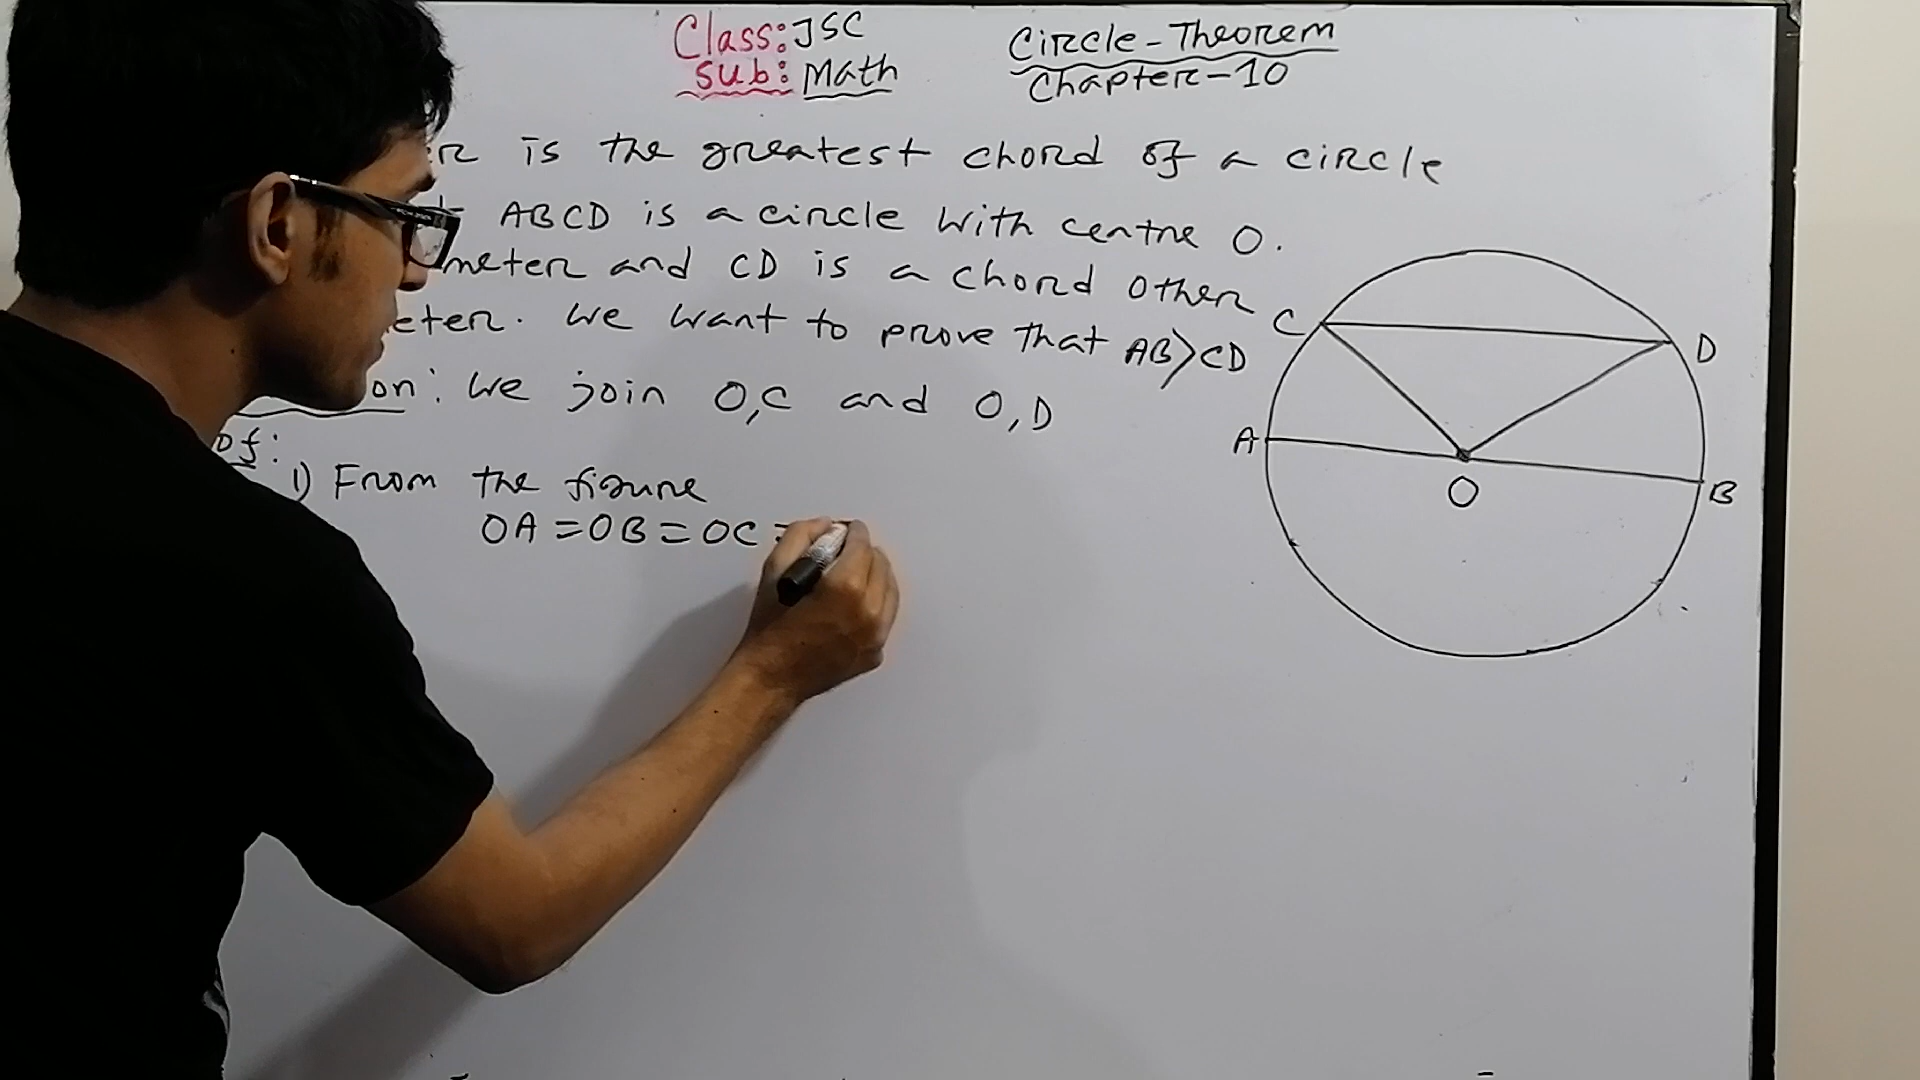 Class: JSC
Sub: Math
Circle-Theorem
Chapter-10
is the greatest chord of a circle
ABCD is a circle with centre O.
meter and CD is a chord other
eter. We want to prove that AB>CD
on: We join O,C and O,D
of:
1) From the figure
OA=OB=OC=
C
D
A
B
O